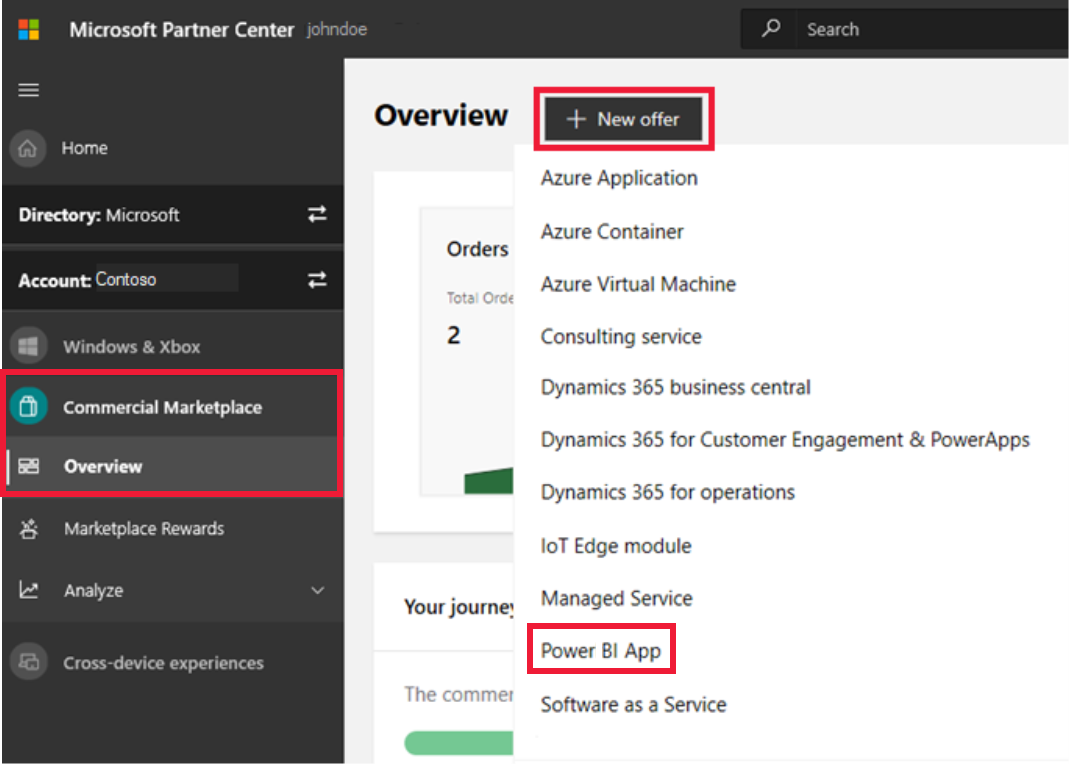 Microsoft Partner Center johndoe
Search
Home
Directory: Microsoft
Account: Contoso
Windows & Xbox
Commercial Marketplace
Overview
Marketplace Rewards
Analyze
Cross-device experiences
Overview
+ New offer
Azure Application
Azure Container
Azure Virtual Machine
Consulting service
Dynamics 365 business central
Dynamics 365 for Customer Engagement & PowerApps
Dynamics 365 for operations
IoT Edge module
Managed Service
Power BI App
Software as a Service
Orders
Total Orde
2
Your journey
The commer